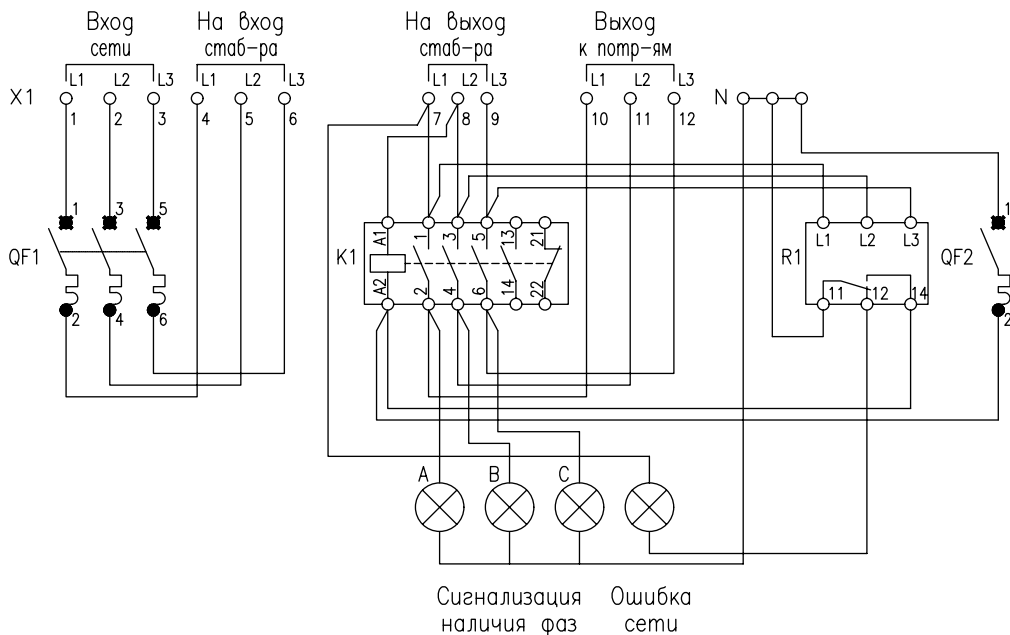 Вход На вход На выход Выход
сети стаб-ра стаб-ра к потр-ям
L1 L2 L3 L1 L2 L3 L1 L2 L3 L1 L2 L3
X1 N
1 2 3 4 5 6 7 8 9 10 11 12
1 3 5 A1 1 3 5 13 21 L1 L2 L3 1
QF1 K1 R1 QF2
2 4 6 A2 2 4 6 14 22 11 12 14 2
A B C
Сигнализация Ошибка
наличия фаз сети